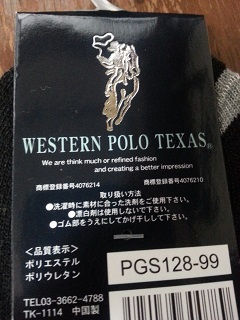 WESTERN POLO TEXAS
We are think much or refined fashion
and creating a better impression
商標登録番号4076214
商標登録番号4076210
取り扱い方法
●洗濯時に素材に合った洗剤をご使用下さい。
●漂白剤は使用しないで下さい。
●ゴム部をうえにしてかげ干しして下さい。
<品質表示>
ポリエステル
ポリウレタン
PGS128-99
TEL03-3662-4788
TK-1114 中国製